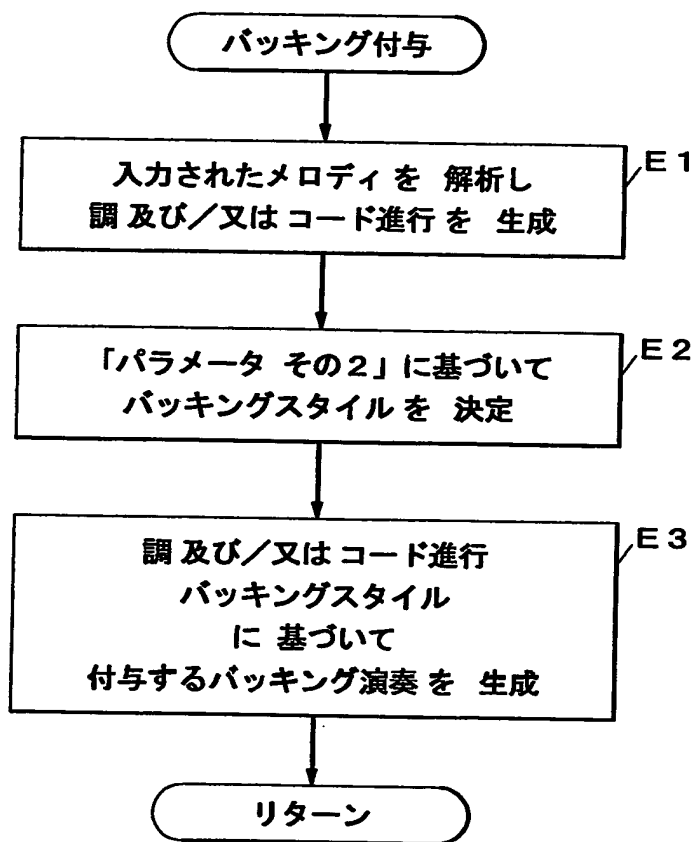 バッキング付与
入力されたメロディを 解析し
調 及び／又は コード進行 を 生成
E1
「パラメータ その2」に基づいて
バッキングスタイル を 決定
E2
調 及び／又は コード進行
バッキングスタイル
に 基づいて
付与するバッキング演奏 を 生成
E3
リターン